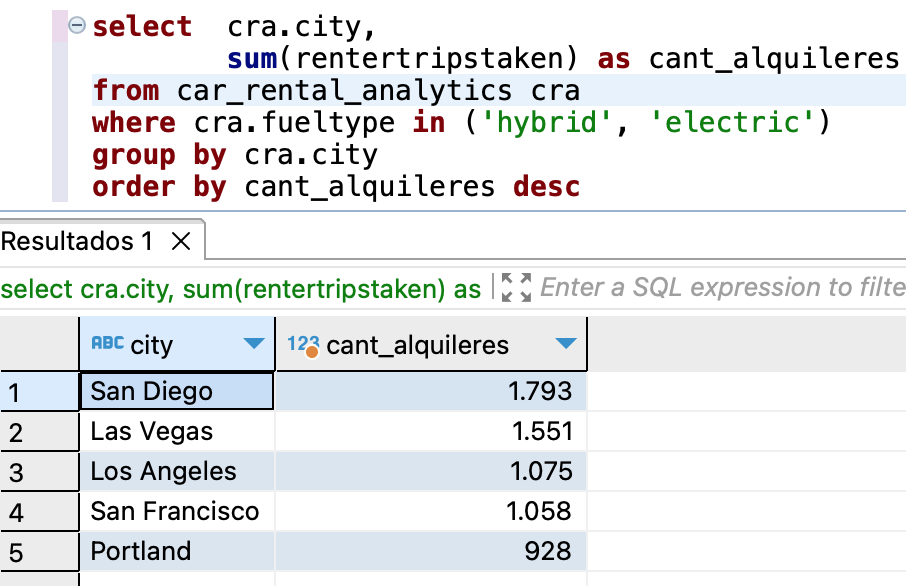 select  cra.city,
        sum(rentertripstaken) as cant_alquileres
from car_rental_analytics cra
where cra.fueltype in ('hybrid', 'electric')
group by cra.city
order by cant_alquileres desc
Resultados 1 ×
select cra.city, sum(rentertripstaken) as Enter a SQL expression to filte
ABC city 123 cant_alquileres
1 San Diego 1.793
2 Las Vegas 1.551
3 Los Angeles 1.075
4 San Francisco 1.058
5 Portland 928